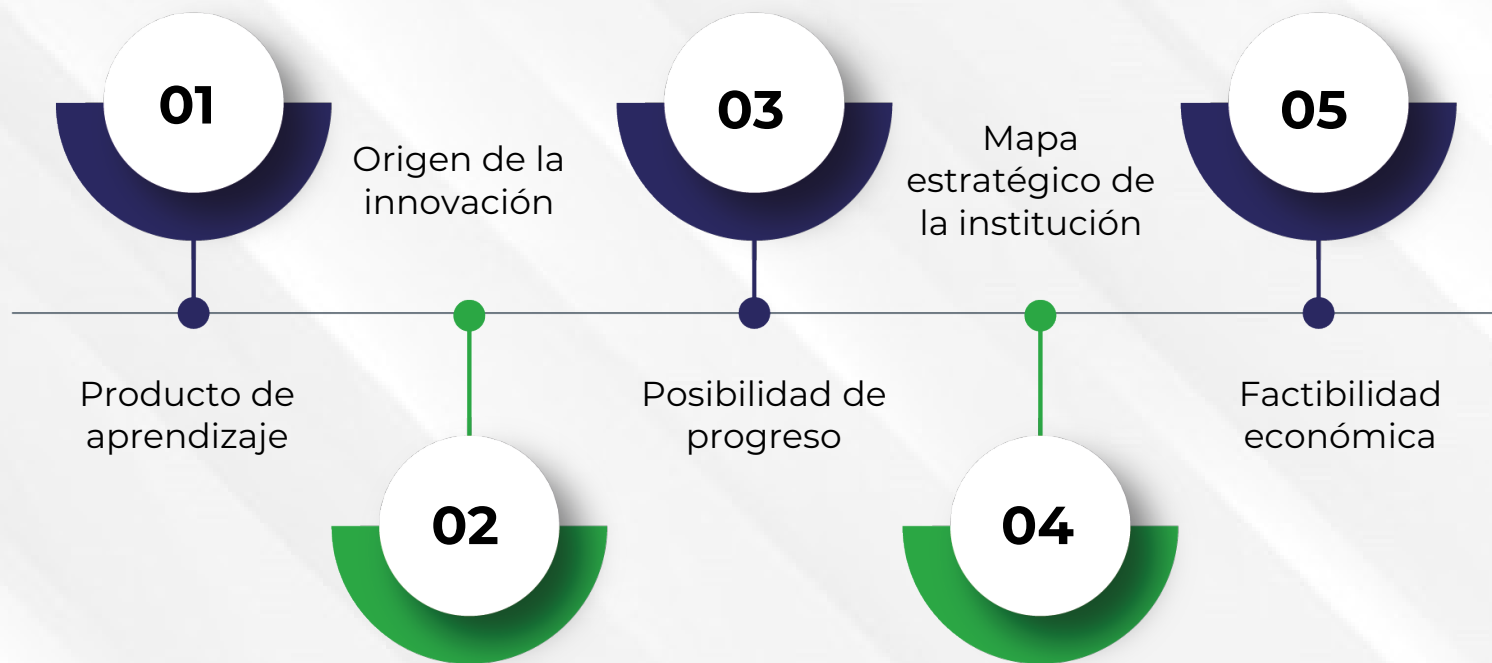 01
Producto de
aprendizaje
Origen de la
innovación
02
03
Posibilidad de
progreso
Mapa
estratégico de
la institución
04
05
Factibilidad
económica